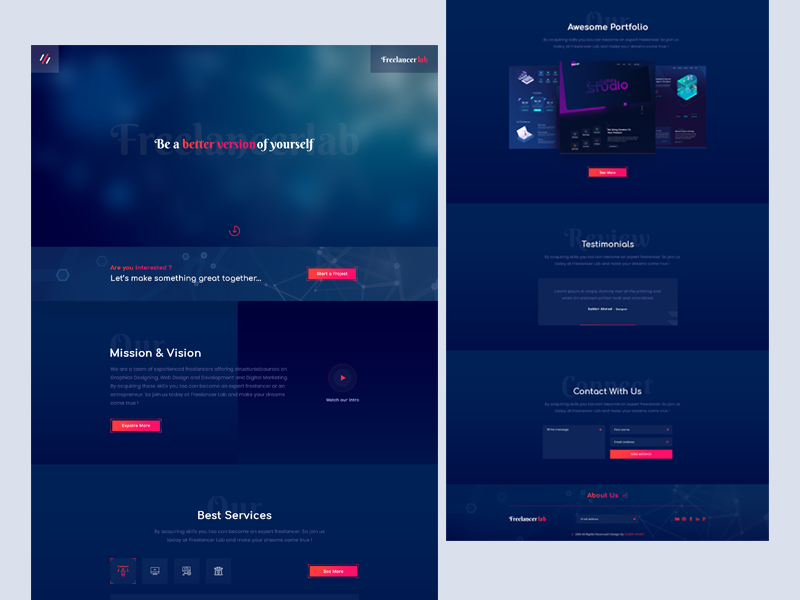 Freelancer lab
Freelancerlab
Be a better version of yourself
Are you interested ?
Let's make something great together...
Start a Project
Our
Mission & Vision
We are a team of experienced freelancers offering
Graphics Designing, Web Design and Development and Digital Marketing.
By acquiring these skills you too can become an expert freelancer or an
entrepreneur. So join us today at Freelancer Lab and make your dreams
come true !
Explore More
Watch our intro
Our
Best Services
By acquiring skills you too can become an expert freelancer. So join us
today at Freelancer Lab and make your dreams come true !
See More
Our
Awesome Portfolio
By acquiring skills you too can become an expert freelancer. So join us
today at Freelancer Lab and make your dreams come true !
Studio
See More
Review
Testimonials
By acquiring skills you too can become an expert freelancer. So join us
today at Freelancer Lab and make your dreams come true !
Connect
Contact With Us
By acquiring skills you too can become an expert freelancer. So join us
today at Freelancer Lab and make your dreams come true !
Write message
First name
Email address
About Us
Freelancer lab
Email address